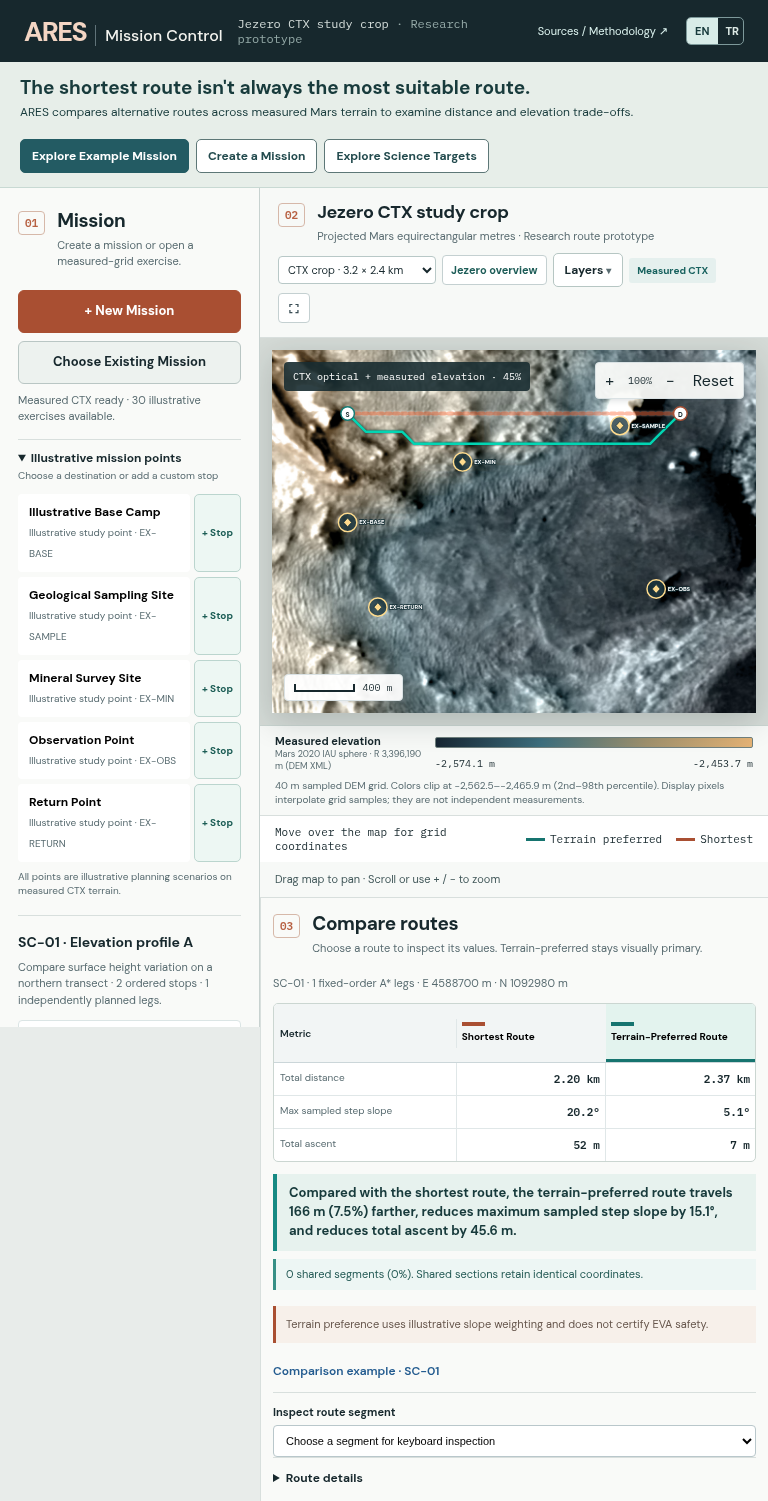 ARES
Mission Control
Jezero CTX study crop · Research
prototype
Sources / Methodology ↗
EN
TR
The shortest route isn't always the most suitable route.
ARES compares alternative routes across measured Mars terrain to examine distance and elevation trade-offs.
Explore Example Mission
Create a Mission
Explore Science Targets
01
Mission
Create a mission or open a
measured-grid exercise.
+ New Mission
Choose Existing Mission
Measured CTX ready · 30 illustrative
exercises available.
▼ Illustrative mission points
Choose a destination or add a custom stop
Illustrative Base Camp
Illustrative study point · EX-
BASE
+ Stop
Geological Sampling Site
Illustrative study point · EX-
SAMPLE
+ Stop
Mineral Survey Site
Illustrative study point · EX-MIN
+ Stop
Observation Point
Illustrative study point · EX-OBS
+ Stop
Return Point
Illustrative study point · EX-
RETURN
+ Stop
All points are illustrative planning scenarios on
measured CTX terrain.
SC-01 · Elevation profile A
Compare surface height variation on a
northern transect · 2 ordered stops · 1
independently planned legs.
02
Jezero CTX study crop
Projected Mars equirectangular metres · Research route prototype
CTX crop · 3.2 × 2.4 km
Jezero overview
Layers ▾
Measured CTX
CTX optical + measured elevation · 45%
+ 100% − Reset
S
D
EX-SAMPLE
EX-MIN
EX-BASE
EX-OBS
EX-RETURN
400 m
Measured elevation
Mars 2020 IAU sphere · R 3,396,190
m (DEM XML)
-2,574.1 m
-2,453.7 m
40 m sampled DEM grid. Colors clip at -2,562.5–-2,465.9 m (2nd–98th percentile). Display pixels
interpolate grid samples; they are not independent measurements.
Move over the map for grid
coordinates
Terrain preferred
Shortest
Drag map to pan · Scroll or use + / − to zoom
03
Compare routes
Choose a route to inspect its values. Terrain-preferred stays visually primary.
SC-01 · 1 fixed-order A* legs · E 4588700 m · N 1092980 m
Metric
Shortest Route
Terrain-Preferred Route
Total distance
2.20 km
2.37 km
Max sampled step slope
20.2°
5.1°
Total ascent
52 m
7 m
Compared with the shortest route, the terrain-preferred route travels
166 m (7.5%) farther, reduces maximum sampled step slope by 15.1°,
and reduces total ascent by 45.6 m.
0 shared segments (0%). Shared sections retain identical coordinates.
Terrain preference uses illustrative slope weighting and does not certify EVA safety.
Comparison example · SC-01
Inspect route segment
Choose a segment for keyboard inspection
▶ Route details